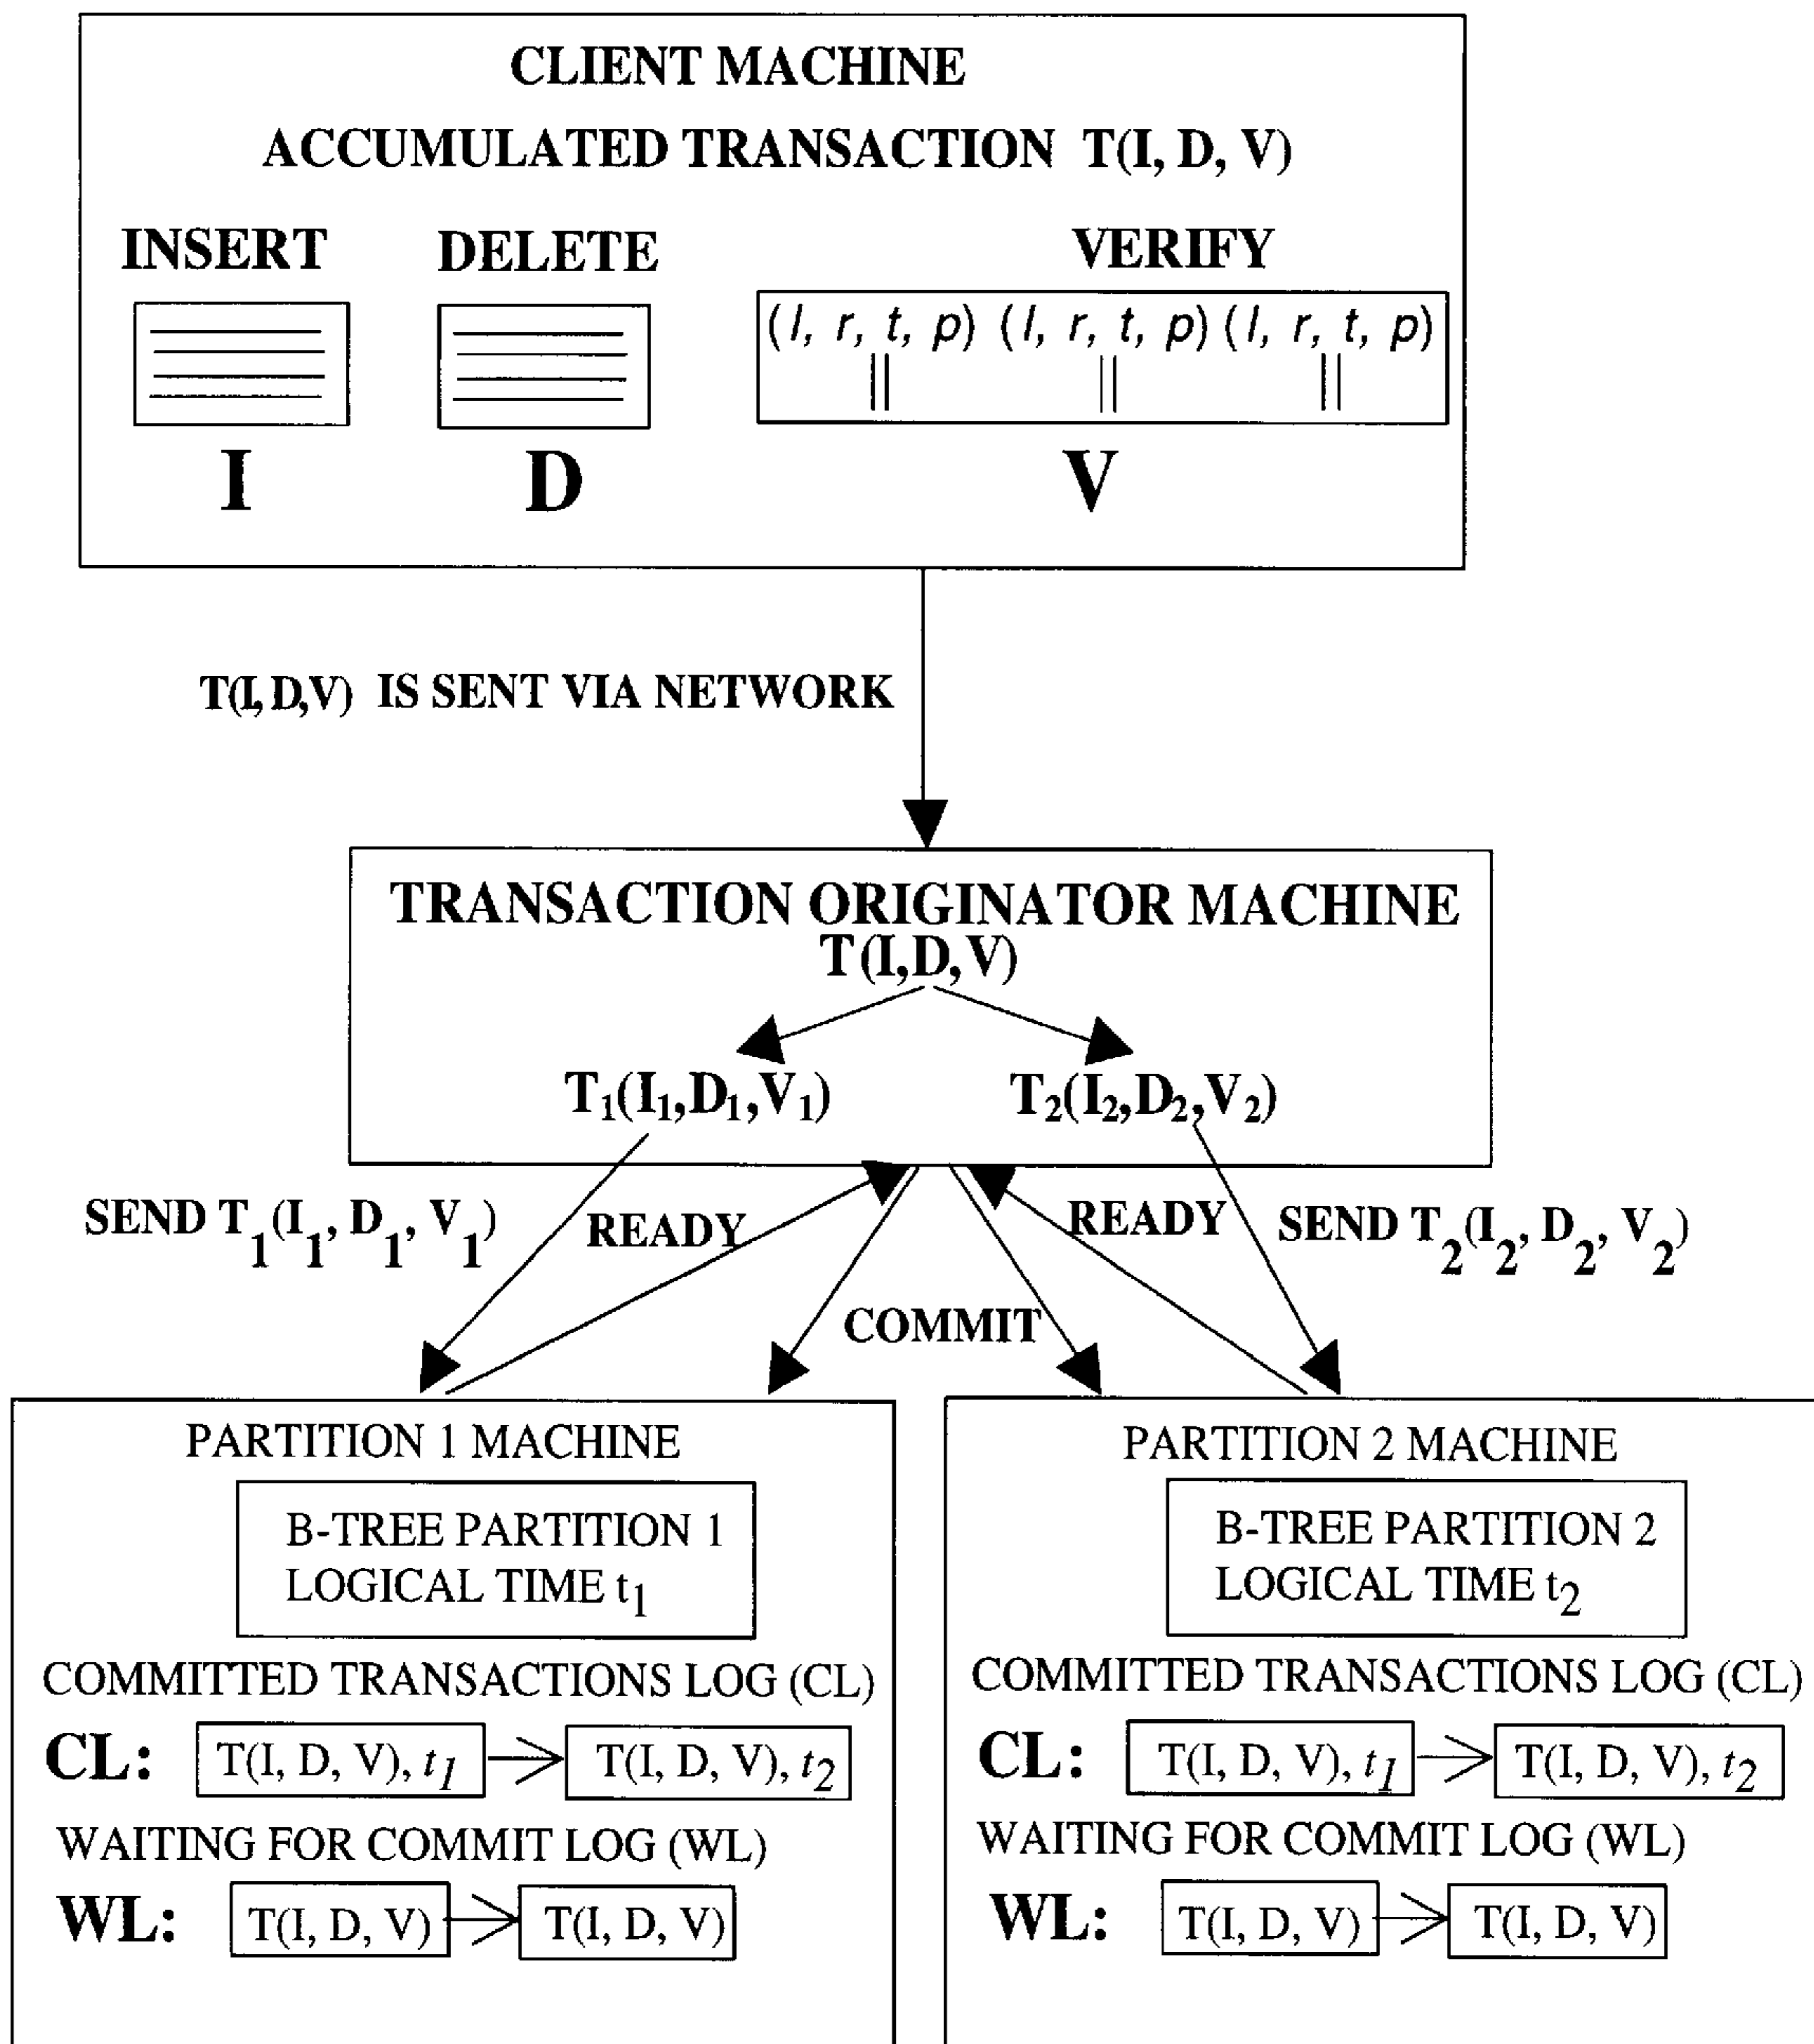 CLIENT MACHINE
ACCUMULATED TRANSACTION T(I, D, V)
INSERT DELETE VERIFY
(l, r, t, p) (l, r, t, p) (l, r, t, p)
I D V
T(I, D,V) IS SENT VIA NETWORK
TRANSACTION ORIGINATOR MACHINE
T(I,D,V)
T₁(I₁,D₁,V₁) T₂(I₂,D₂,V₂)
SEND T₁(I₁, D₁, V₁) READY READY SEND T₂(I₂, D₂, V₂)
COMMIT
PARTITION 1 MACHINE
B-TREE PARTITION 1
LOGICAL TIME t₁
COMMITTED TRANSACTIONS LOG (CL)
CL: T(I, D, V), t₁ T(I, D, V), t₂
WAITING FOR COMMIT LOG (WL)
WL: T(I, D, V) T(I, D, V)
PARTITION 2 MACHINE
B-TREE PARTITION 2
LOGICAL TIME t₂
COMMITTED TRANSACTIONS LOG (CL)
CL: T(I, D, V), t₁ T(I, D, V), t₂
WAITING FOR COMMIT LOG (WL)
WL: T(I, D, V) T(I, D, V)